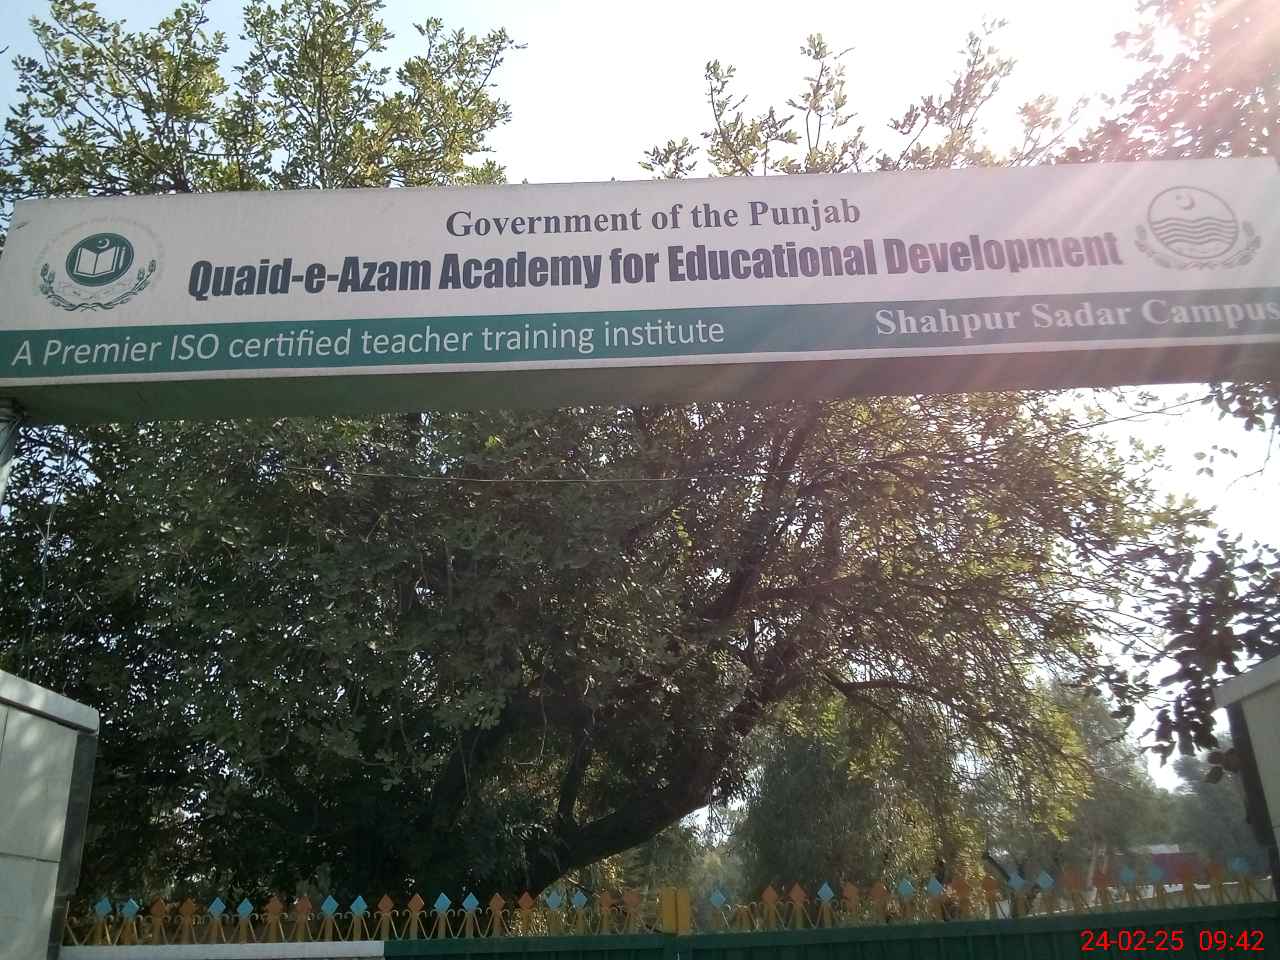 Government of the Punjab
Quaid-e-Azam Academy for Educational Development
A Premier ISO certified teacher training institute
Shahpur Sadar Campus
24-02-25 09:42